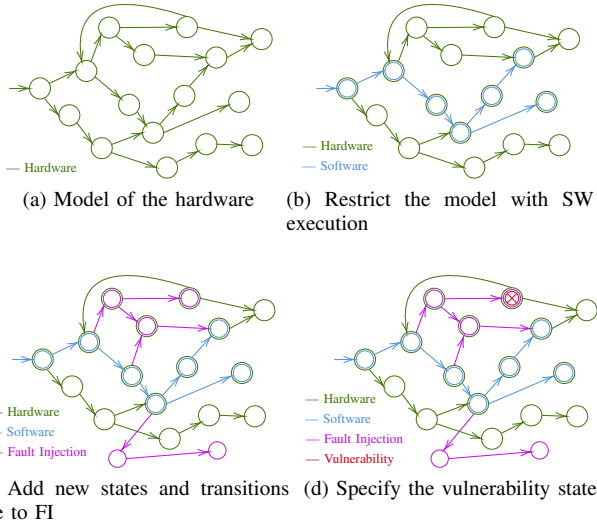 — Hardware
(a) Model of the hardware
— Hardware
— Software
(b) Restrict the model with SW
execution
— Hardware
— Software
— Fault Injection
Add new states and transitions
to FI
— Hardware
— Software
— Fault Injection
— Vulnerability
(d) Specify the vulnerability state